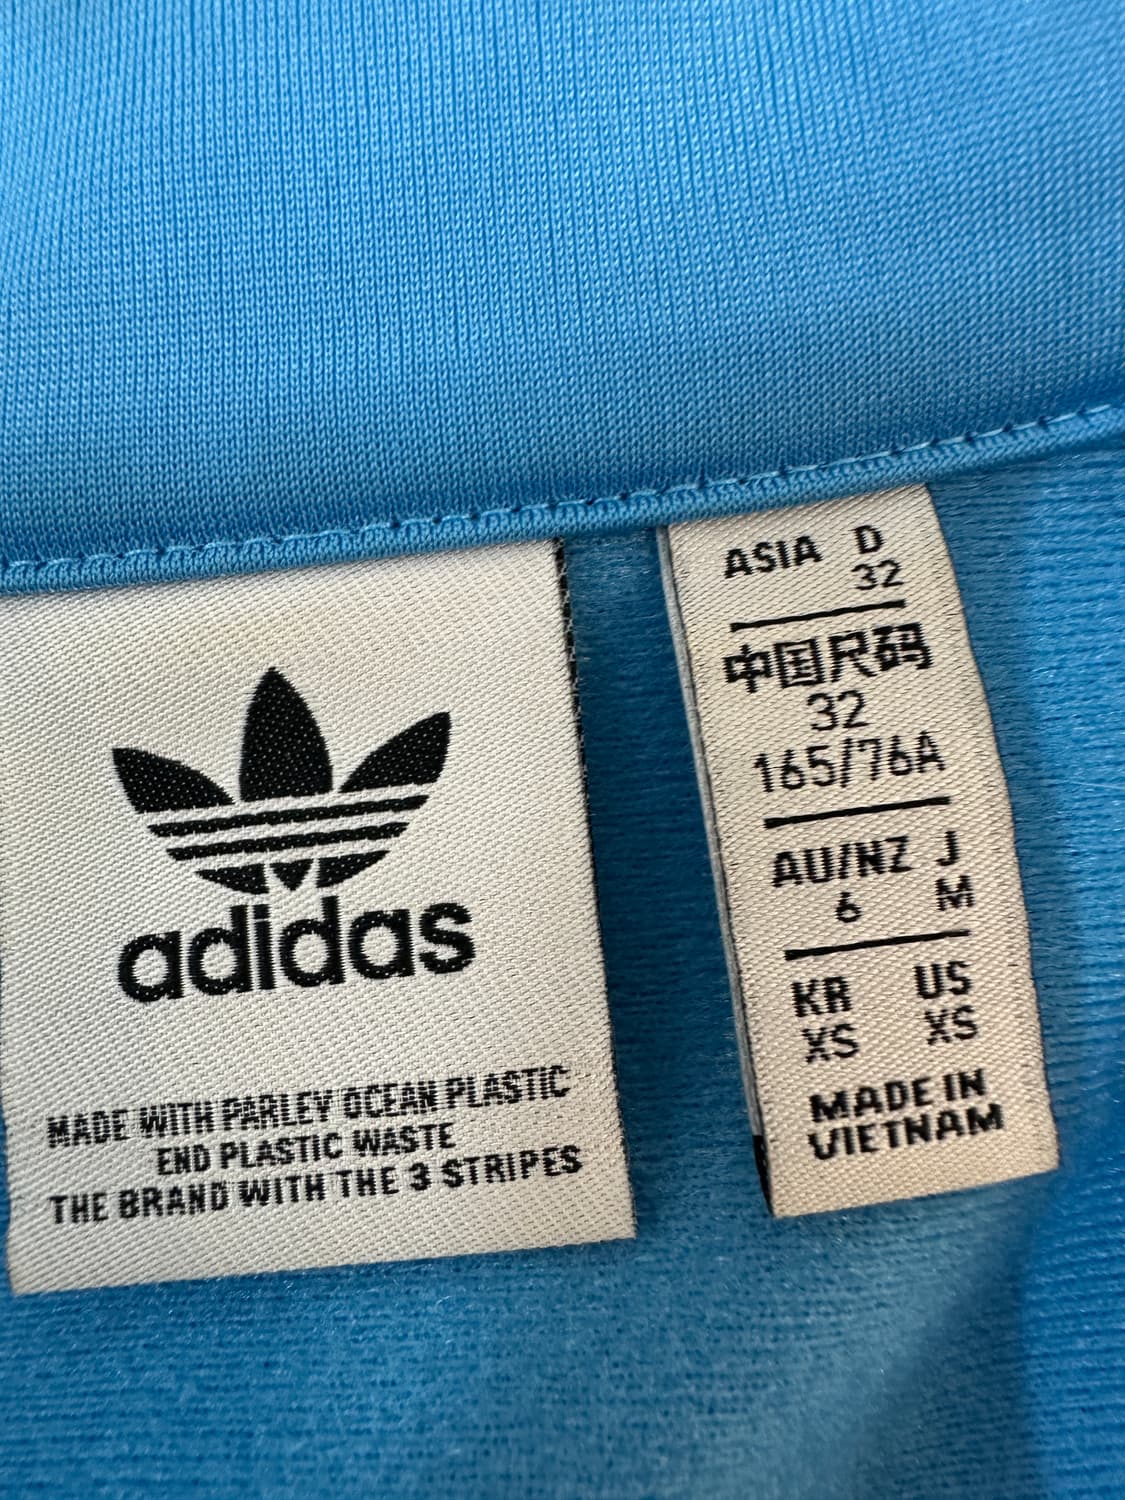 adidas
MADE WITH PARLEY OCEAN PLASTIC
END PLASTIC WASTE
THE BRAND WITH THE 3 STRIPES
ASIA D
32
中国尺码
32
165/76A
AU/NZ J
6 M
KR US
XS XS
MADE IN
VIETNAM